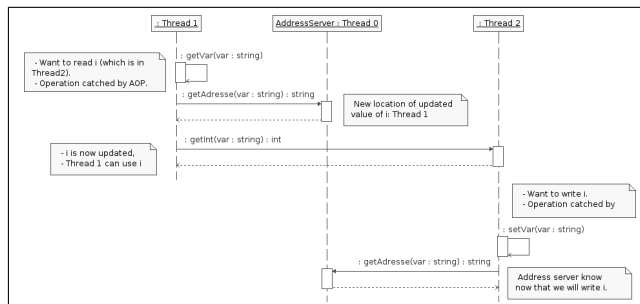 : Thread 1
AddressServer : Thread 0
: Thread 2
- Want to read i (which is in
Thread2).
- Operation catched by AOP.
: getVar(var : string)
: getAdresse(var : string) : string
New location of updated
value of i: Thread 1
: getInt(var : string) : int
- i is now updated,
- Thread 1 can use i
- Want to write i.
- Operation catched by
: setVar(var : string)
: getAdresse(var : string) : string
Address server know
now that we will write i.